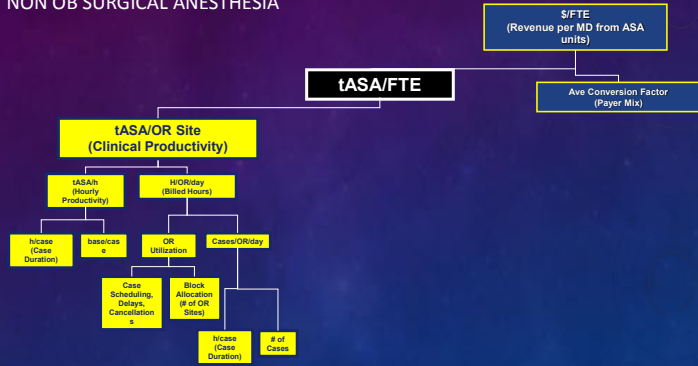 NON OB SURGICAL ANESTHESIA
$/FTE
(Revenue per MD from ASA
units)
tASA/FTE
Ave Conversion Factor
(Payer Mix)
tASA/OR Site
(Clinical Productivity)
tASA/h
(Hourly
Productivity)
H/OR/day
(Billed Hours)
h/case
(Case
Duration)
base/cas
e
OR
Utilization
Cases/OR/day
Case
Scheduling,
Delays,
Cancellation
s
Block
Allocation
(# of OR
Sites)
h/case
(Case
Duration)
# of
Cases